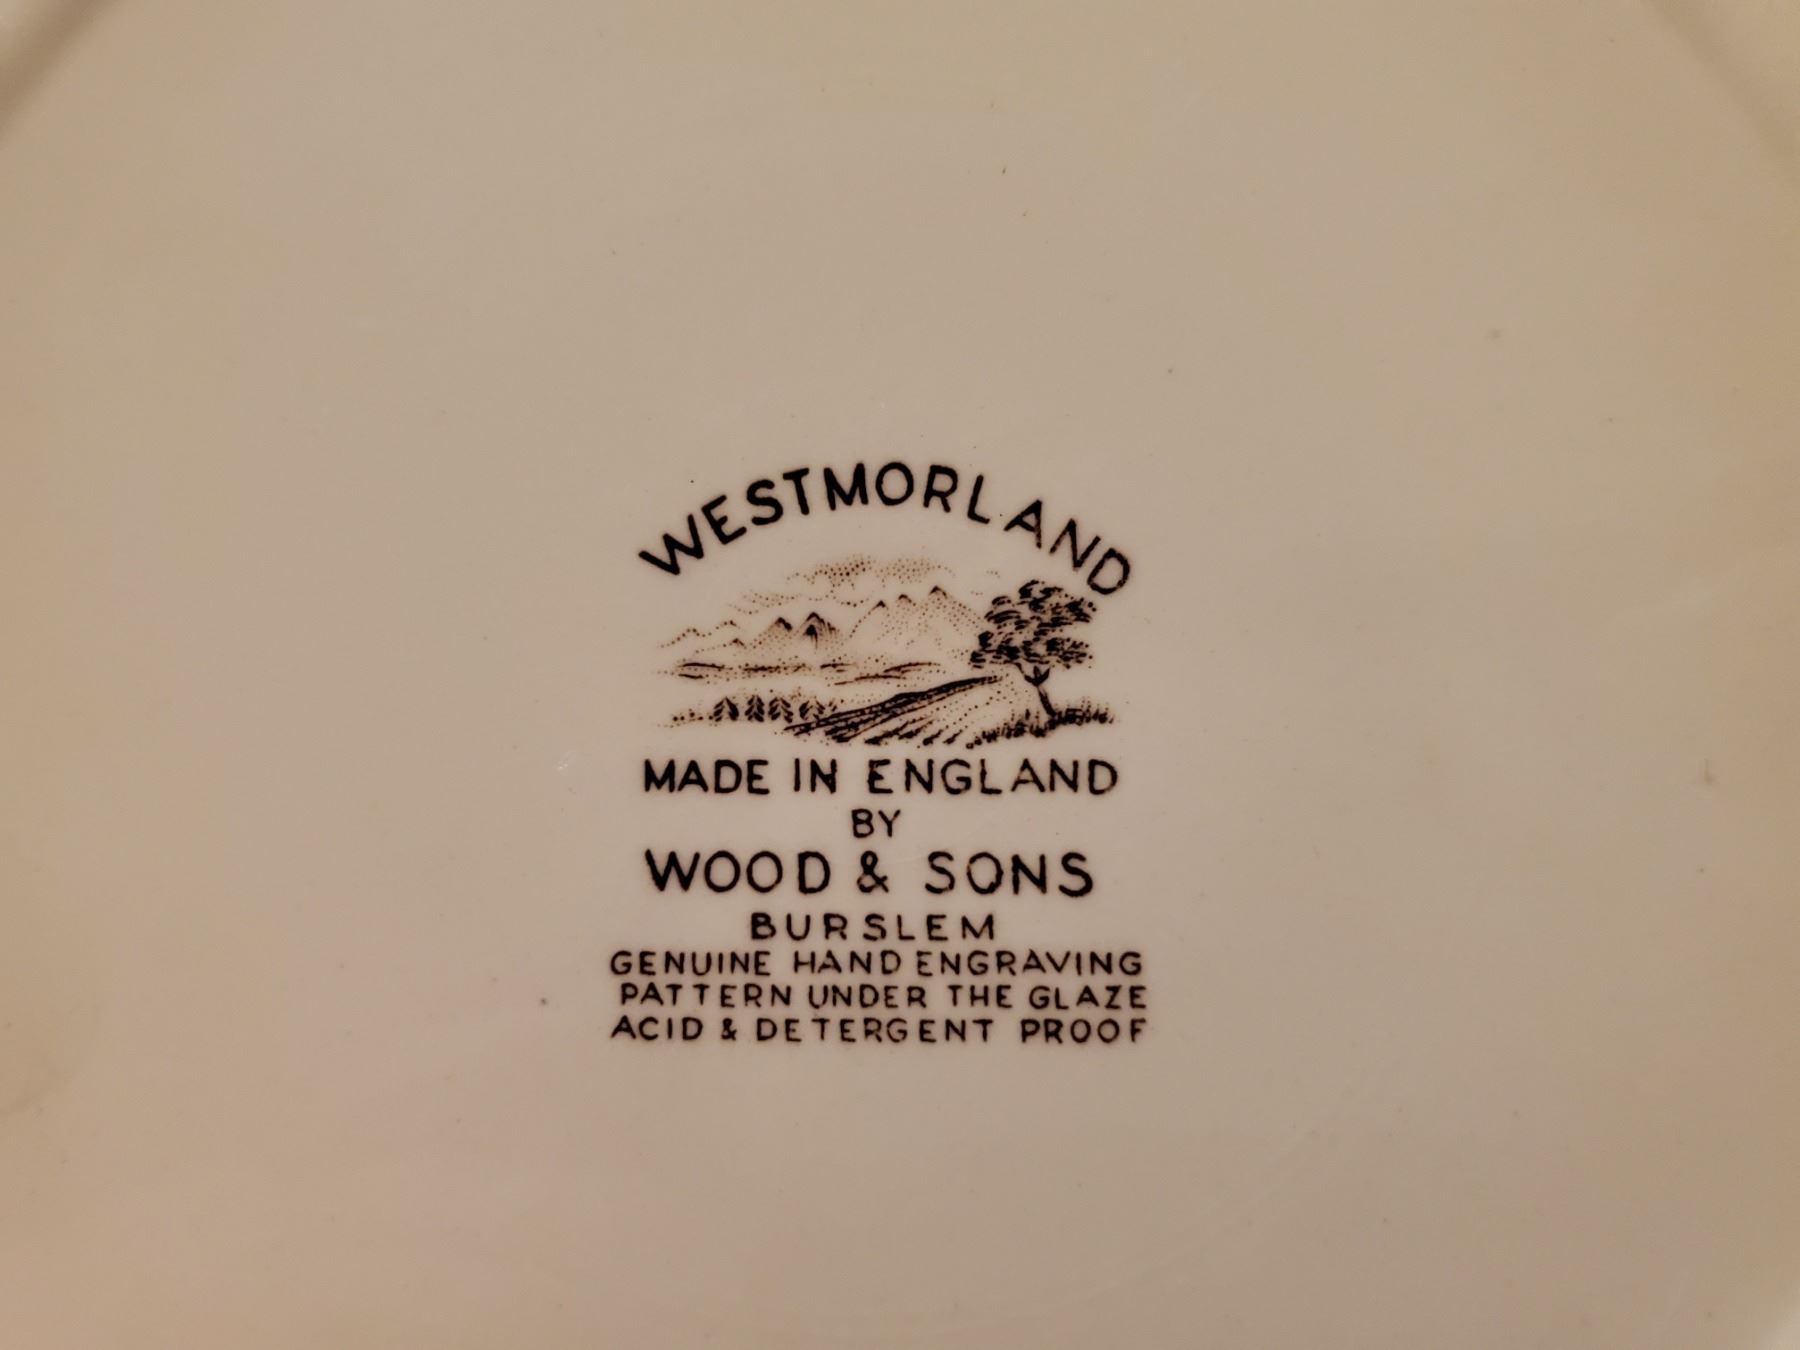 WESTMORLAND
MADE IN ENGLAND
BY
WOOD & SONS
BURSLEM
GENUINE HAND ENGRAVING
PATTERN UNDER THE GLAZE
ACID & DETERGENT PROOF